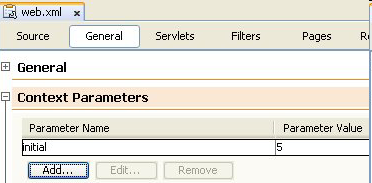 web.xml
Source General Servlets Filters Pages
General
Context Parameters
Parameter Name Parameter Value
initial 5
Add... Edit... Remove